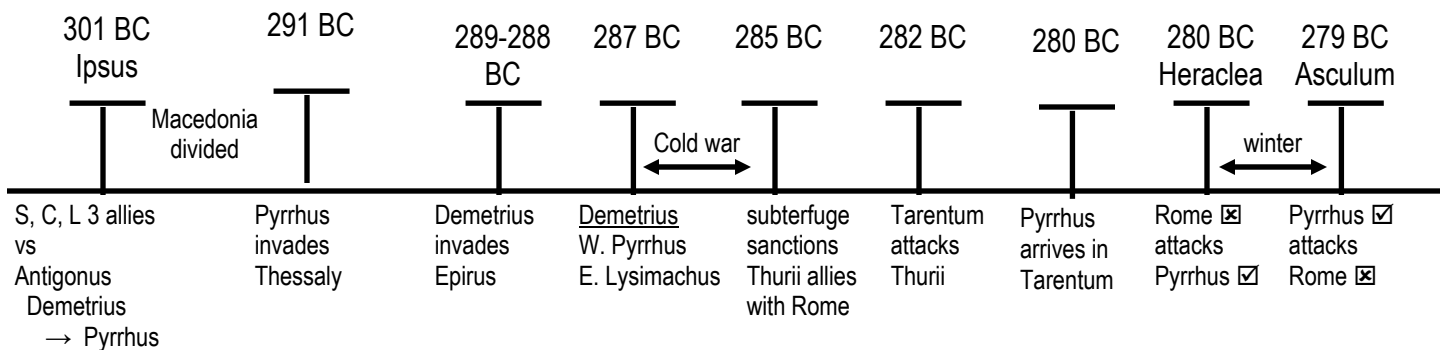 301 BC
Ipsus
291 BC
289-288
BC
287 BC
285 BC
282 BC
280 BC
280 BC
Heraclea
279 BC
Asculum
Macedonia
divided
Cold war
winter
S, C, L 3 allies
vs
Antigonus
Demetrius
→ Pyrrhus
Pyrrhus
invades
Thessaly
Demetrius
invades
Epirus
Demetrius
W. Pyrrhus
E. Lysimachus
subterfuge
sanctions
Thurii allies
with Rome
Tarentum
attacks
Thurii
Pyrrhus
arrives in
Tarentum
Rome ☒
attacks
Pyrrhus ☑
Pyrrhus ☑
attacks
Rome ☒